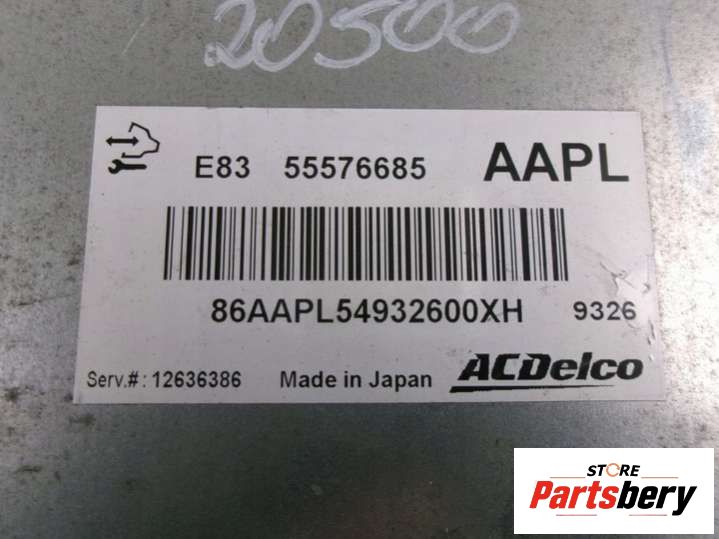 20500
E83 55576685 AAPL
86AAPL54932600XH 9326
Serv.#: 12636386 Made in Japan ACDelco
STORE
Partsbery